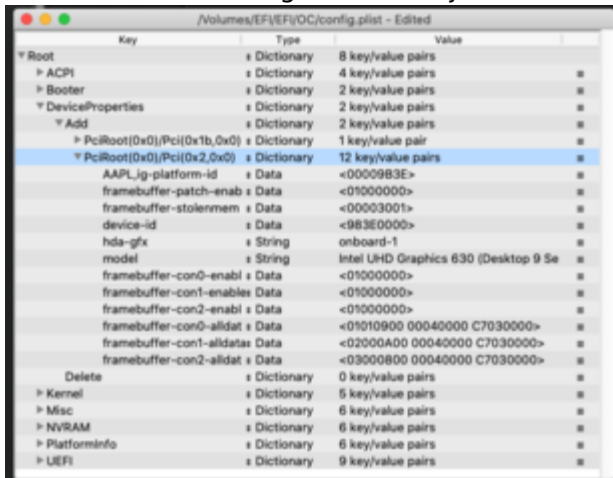 /Volumes/EFI/EFI/OC/config.plist - Edited
Key Type Value
Root Dictionary 8 key/value pairs
ACPI Dictionary 4 key/value pairs
Booter Dictionary 2 key/value pairs
DeviceProperties Dictionary 2 key/value pairs
Add Dictionary 2 key/value pairs
PciRoot(0x0)/Pci(0x1b,0x0) Dictionary 1 key/value pair
PciRoot(0x0)/Pci(0x2,0x0) Dictionary 12 key/value pairs
AAPL,ig-platform-id Data <00009B3E>
framebuffer-patch-enab Data <01000000>
framebuffer-stolenmem Data <00003001>
device-id Data <9B3E0000>
hda-gfx String onboard-1
model String Intel UHD Graphics 630 (Desktop 9 Se
framebuffer-con0-enabl Data <01000000>
framebuffer-con1-enable Data <01000000>
framebuffer-con2-enabl Data <01000000>
framebuffer-con0-alldat Data <01010900 00040000 C7030000>
framebuffer-con1-alldata Data <02000A00 00040000 C7030000>
framebuffer-con2-alldat Data <03000800 00040000 C7030000>
Delete Dictionary 0 key/value pairs
Kernel Dictionary 5 key/value pairs
Misc Dictionary 6 key/value pairs
NVRAM Dictionary 6 key/value pairs
PlatformInfo Dictionary 6 key/value pairs
UEFI Dictionary 9 key/value pairs